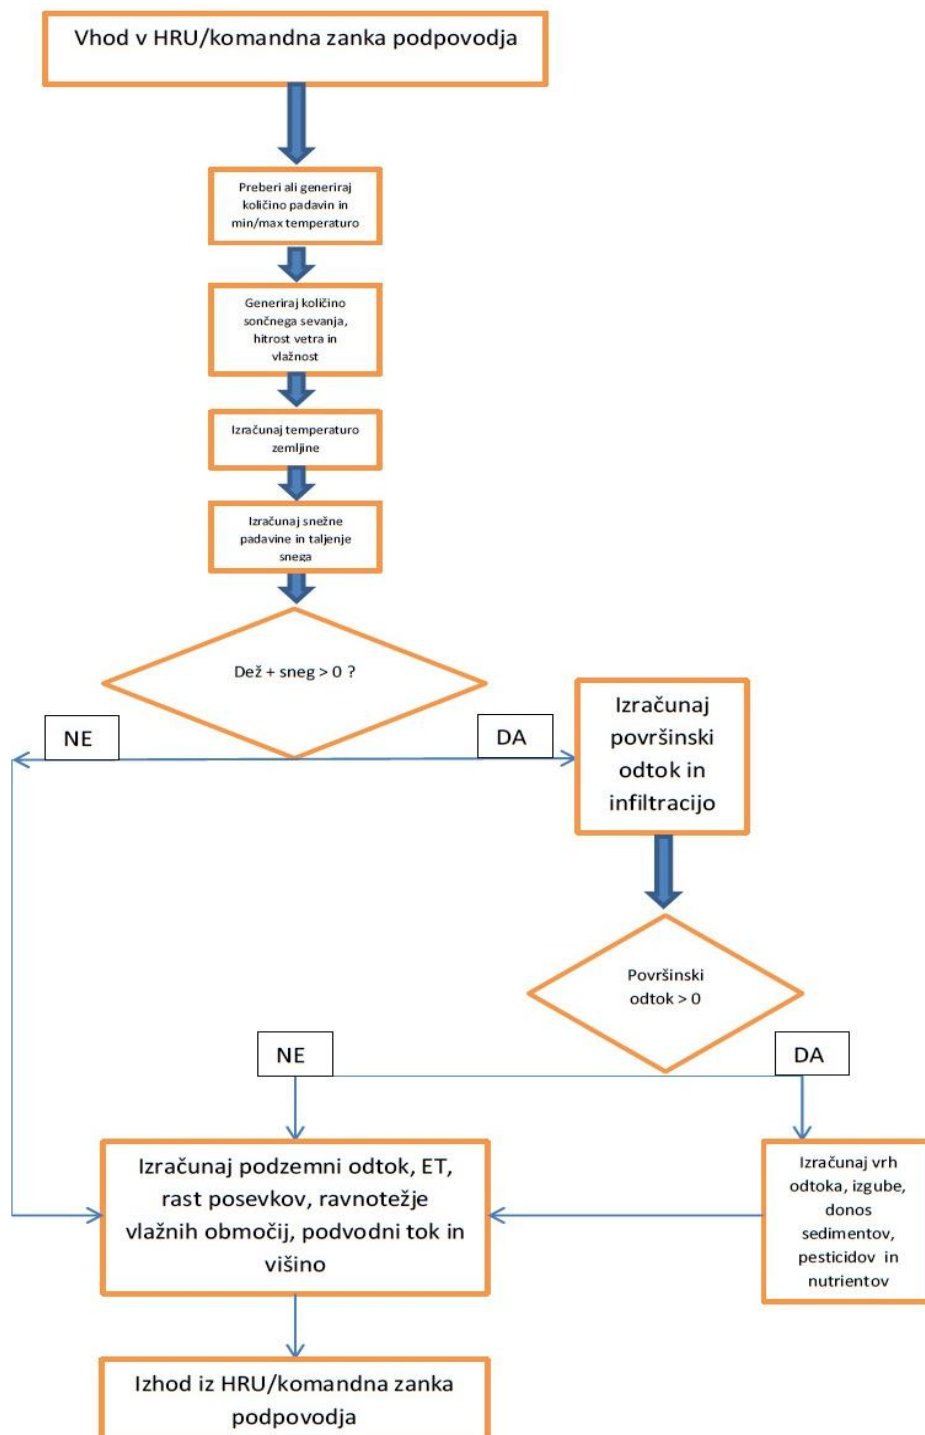 Vhod v HRU/komandna zanka podpovodja
Preberi ali generiraj
količino padavin in
min/max temperaturo
Generiraj količino
sončnega sevanja,
hitrost vetra in
vlažnost
Izračunaj temperaturo
zemljine
Izračunaj snežne
padavine in taljenje
snega
Dež + sneg > 0 ?
NE
DA
Izračunaj
površinski
odtok in
infiltracijo
Površinski
odtok > 0
NE
DA
Izračunaj podzemni odtok, ET,
rast posevkov, ravnotežje
vlažnih območij, podvodni tok in
višino
Izračunaj vrh
odtoka, izgube,
donos
sedimentov,
pesticidov in
nutrientov
Izhod iz HRU/komandna zanka
podpovodja